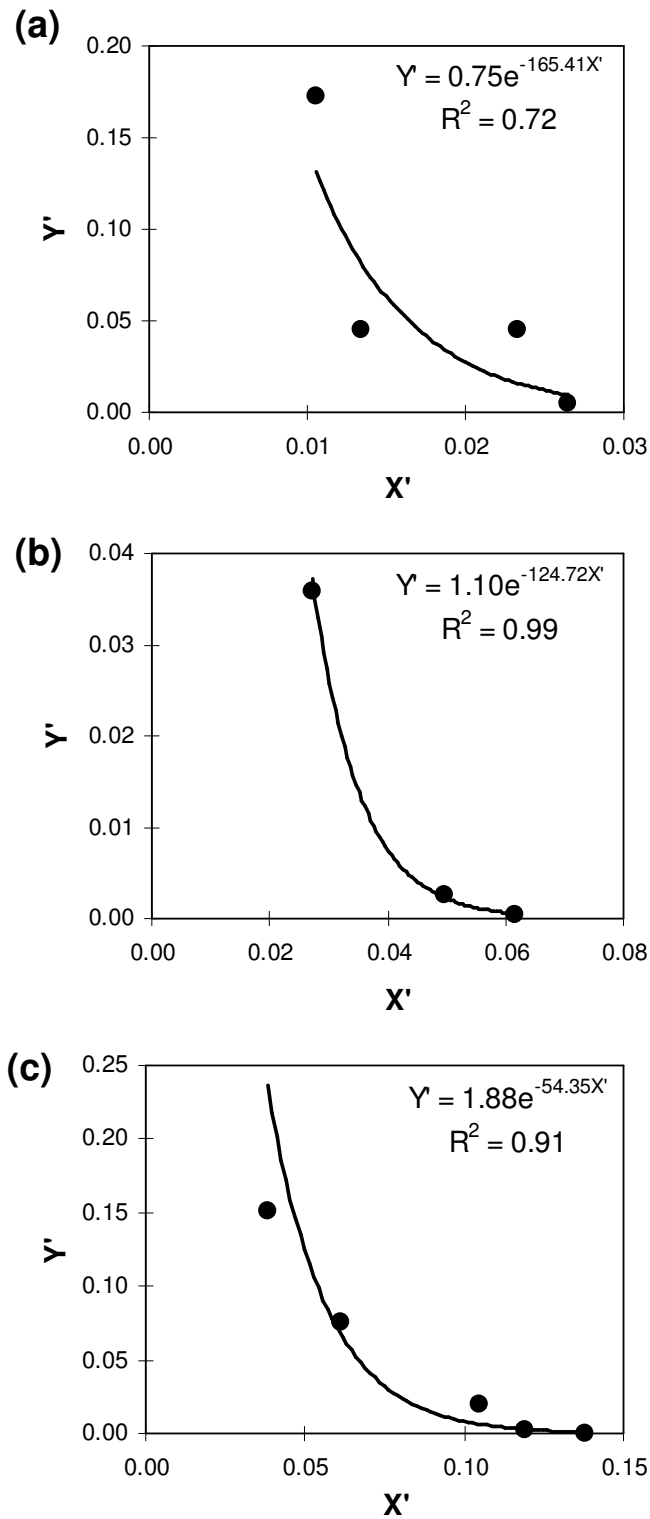 (a)
0.20
0.15
0.10
0.05
0.00
Y'
Y' = 0.75e^-165.41X'
R² = 0.72
0.00 0.01 0.02 0.03
X'
(b)
0.04
0.03
0.02
0.01
0.00
Y'
Y' = 1.10e^-124.72X'
R² = 0.99
0.00 0.02 0.04 0.06 0.08
X'
(c)
0.25
0.20
0.15
0.10
0.05
0.00
Y'
Y' = 1.88e^-54.35X'
R² = 0.91
0.00 0.05 0.10 0.15
X'